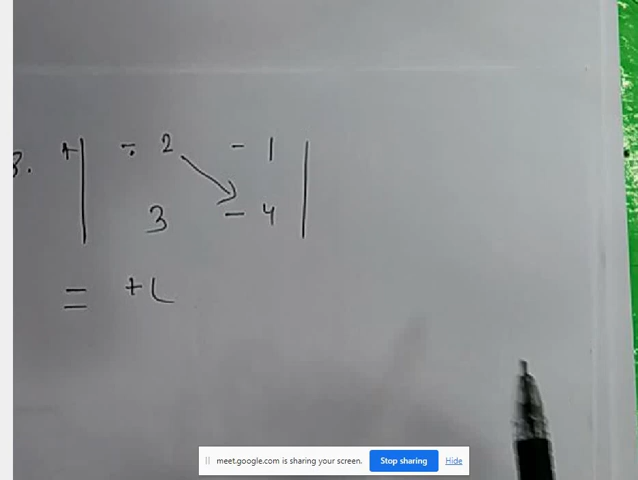 3. + | ÷ 2 - 1 |
3 - 4
= +
meet.google.com is sharing your screen. Stop sharing Hide